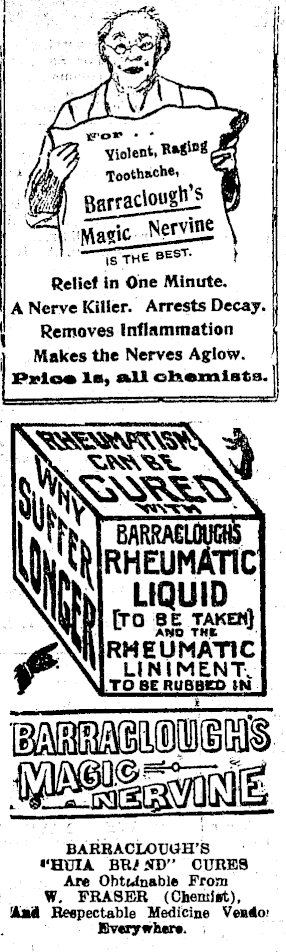 For . .
Violent, Raging
Toothache,
Barraclough's
Magic Nervine
IS THE BEST.
Relief in One Minute.
A Nerve Killer. Arrests Decay.
Removes Inflammation
Makes the Nerves Aglow.
Price 1s, all chemists.
RHEUMATISM
CAN BE
CURED
WITH
WHY
SUFFER
LONGER
BARRACLOUGH'S
RHEUMATIC
LIQUID
[TO BE TAKEN]
AND THE
RHEUMATIC
LINIMENT.
TO BE RUBBED IN
BARRACLOUGH'S
MAGIC
NERVINE
BARRACLOUGH'S
"HUIA BRAND" CURES
Are Obtainable From
W. FRASER (Chemist),
And Respectable Medicine Vendo
Everywhere.